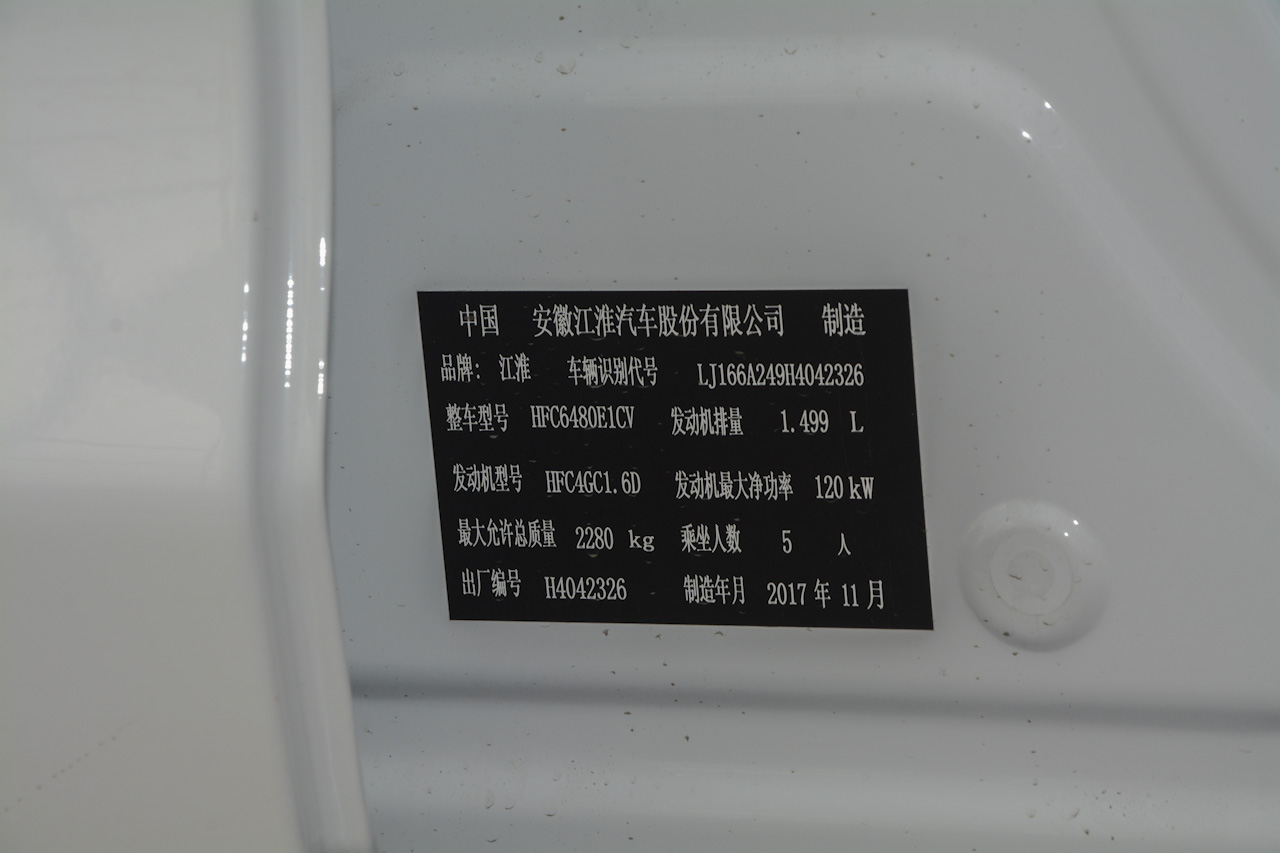 中国 安徽江淮汽车股份有限公司 制造
品牌: 江淮 车辆识别代号 LJ166A249H4042326
整车型号 HFC6480E1CV 发动机排量 1.499 L
发动机型号 HFC4GC1.6D 发动机最大净功率 120 kW
最大允许总质量 2280 kg 乘坐人数 5 人
出厂编号 H4042326 制造年月 2017 年 11 月